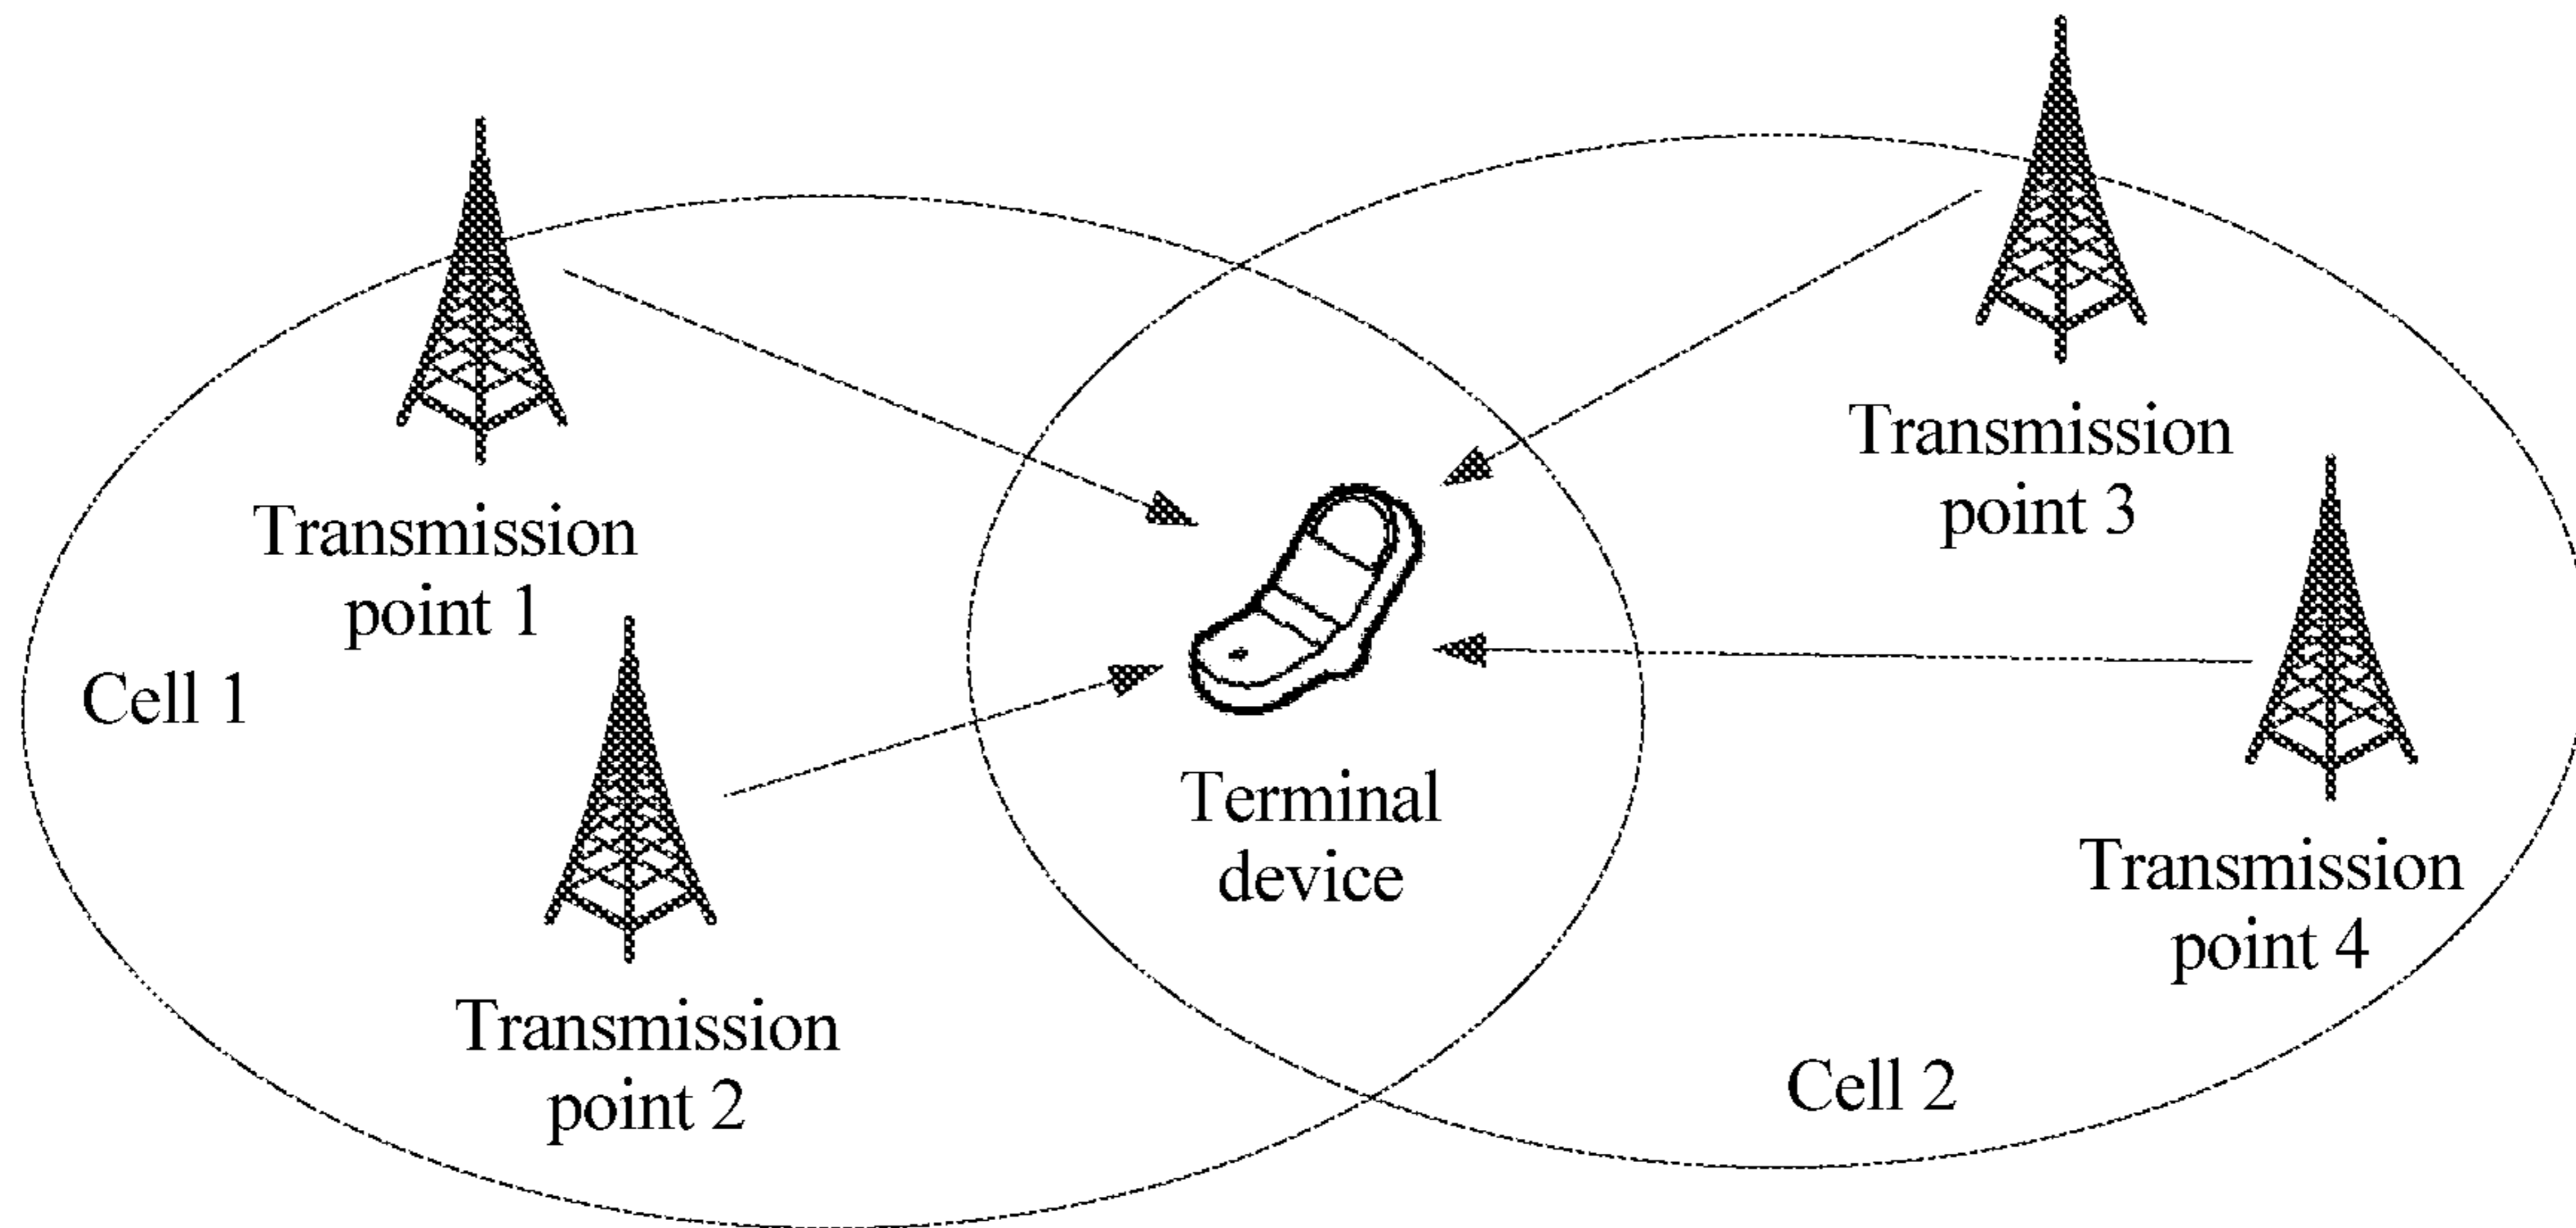 Transmission
point 1
Cell 1
Transmission
point 2
Terminal
device
Transmission
point 3
Transmission
point 4
Cell 2